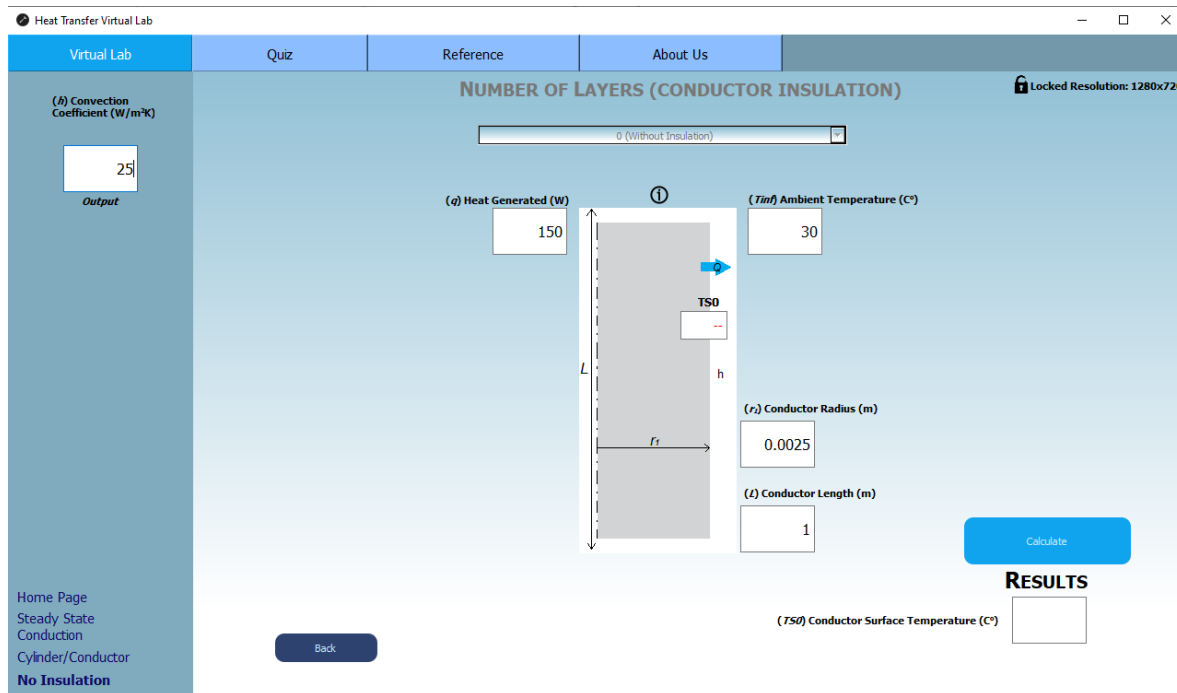 Heat Transfer Virtual Lab
Virtual Lab
Quiz
Reference
About Us
(h) Convection
Coefficient (W/m²K)
25
Output
NUMBER OF LAYERS (CONDUCTOR INSULATION)
Locked Resolution: 1280x720
0 (Without Insulation)
(q) Heat Generated (W)
150
(Tinf) Ambient Temperature (C°)
30
Q
TS0
--
L
h
r₁
(r₁) Conductor Radius (m)
0.0025
(L) Conductor Length (m)
1
Calculate
RESULTS
(TS0) Conductor Surface Temperature (C°)
Home Page
Steady State
Conduction
Cylinder/Conductor
No Insulation
Back